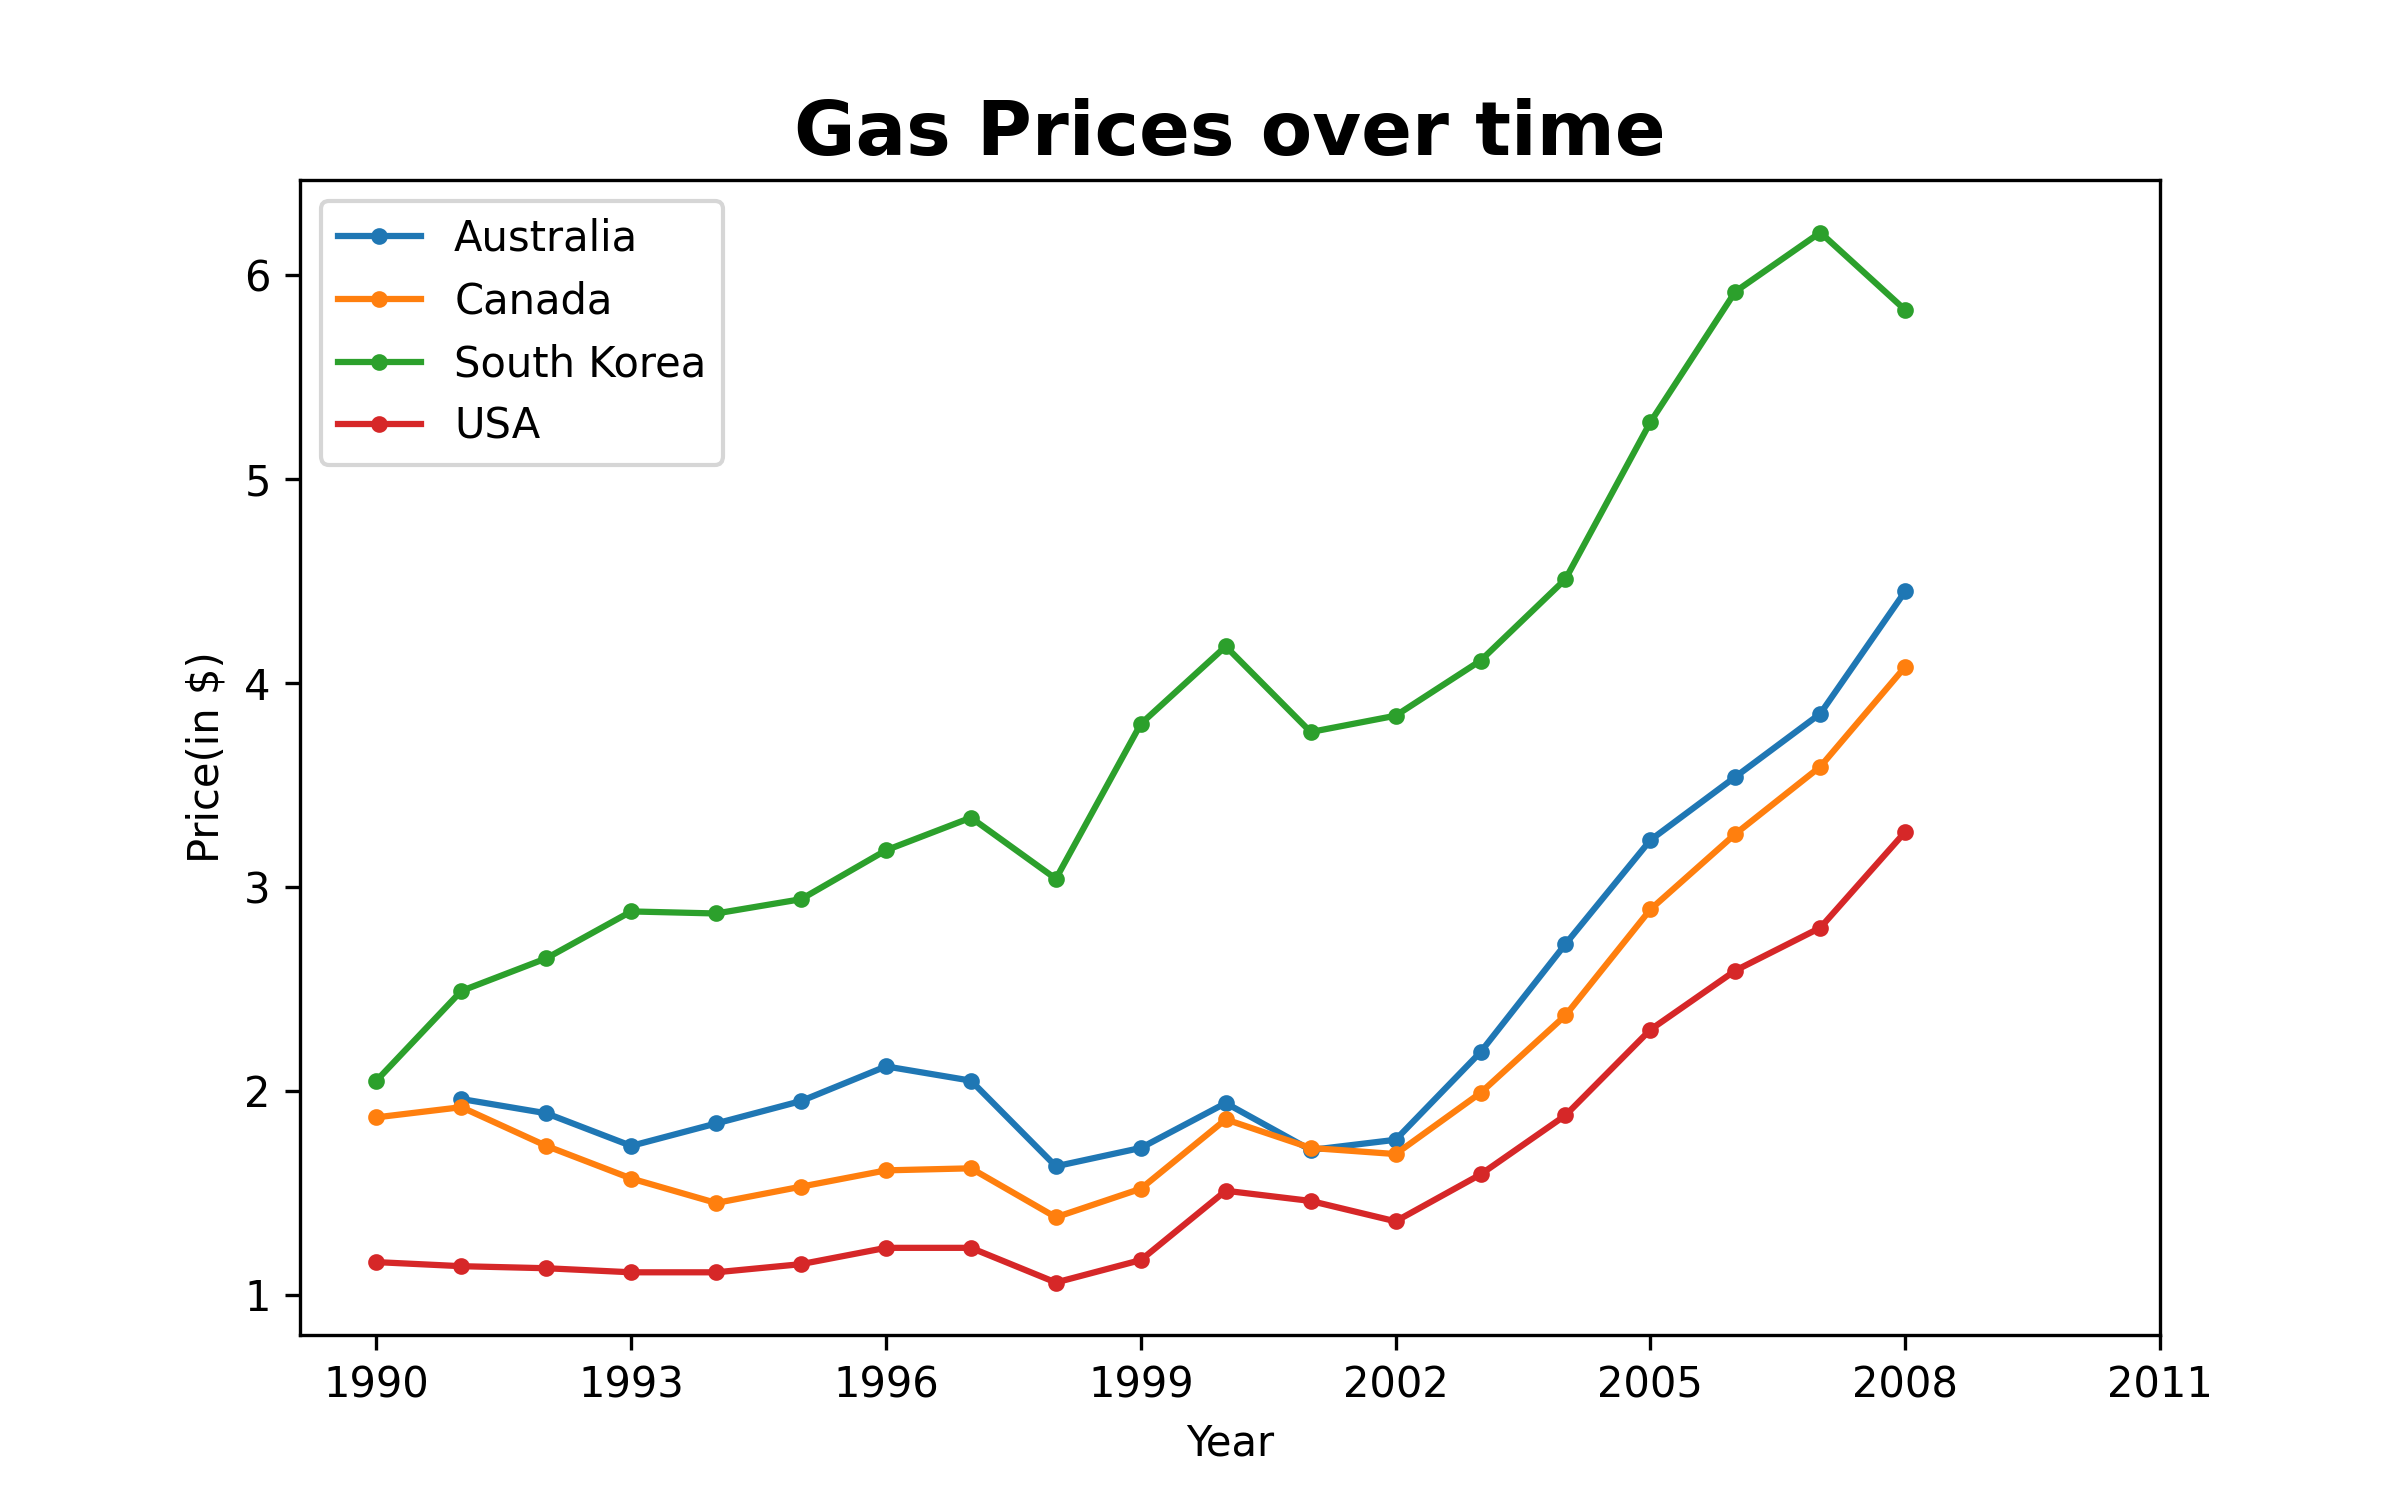 Gas Prices over time
Australia
Canada
South Korea
USA
6
5
4
3
2
1
Price(in $)
1990 1993 1996 1999 2002 2005 2008 2011
Year